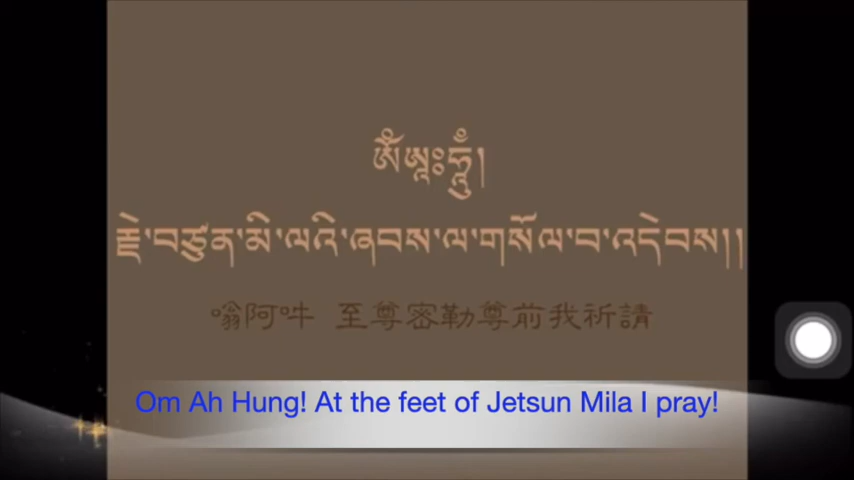 ཨོཾ་ཨཱཿཧཱུྃ།
རྗེ་བཙུན་མི་ལའི་ཞབས་ལ་གསོལ་བ་འདེབས།།
嗡阿吽 至尊密勒尊前我祈請
Om Ah Hung! At the feet of Jetsun Mila I pray!